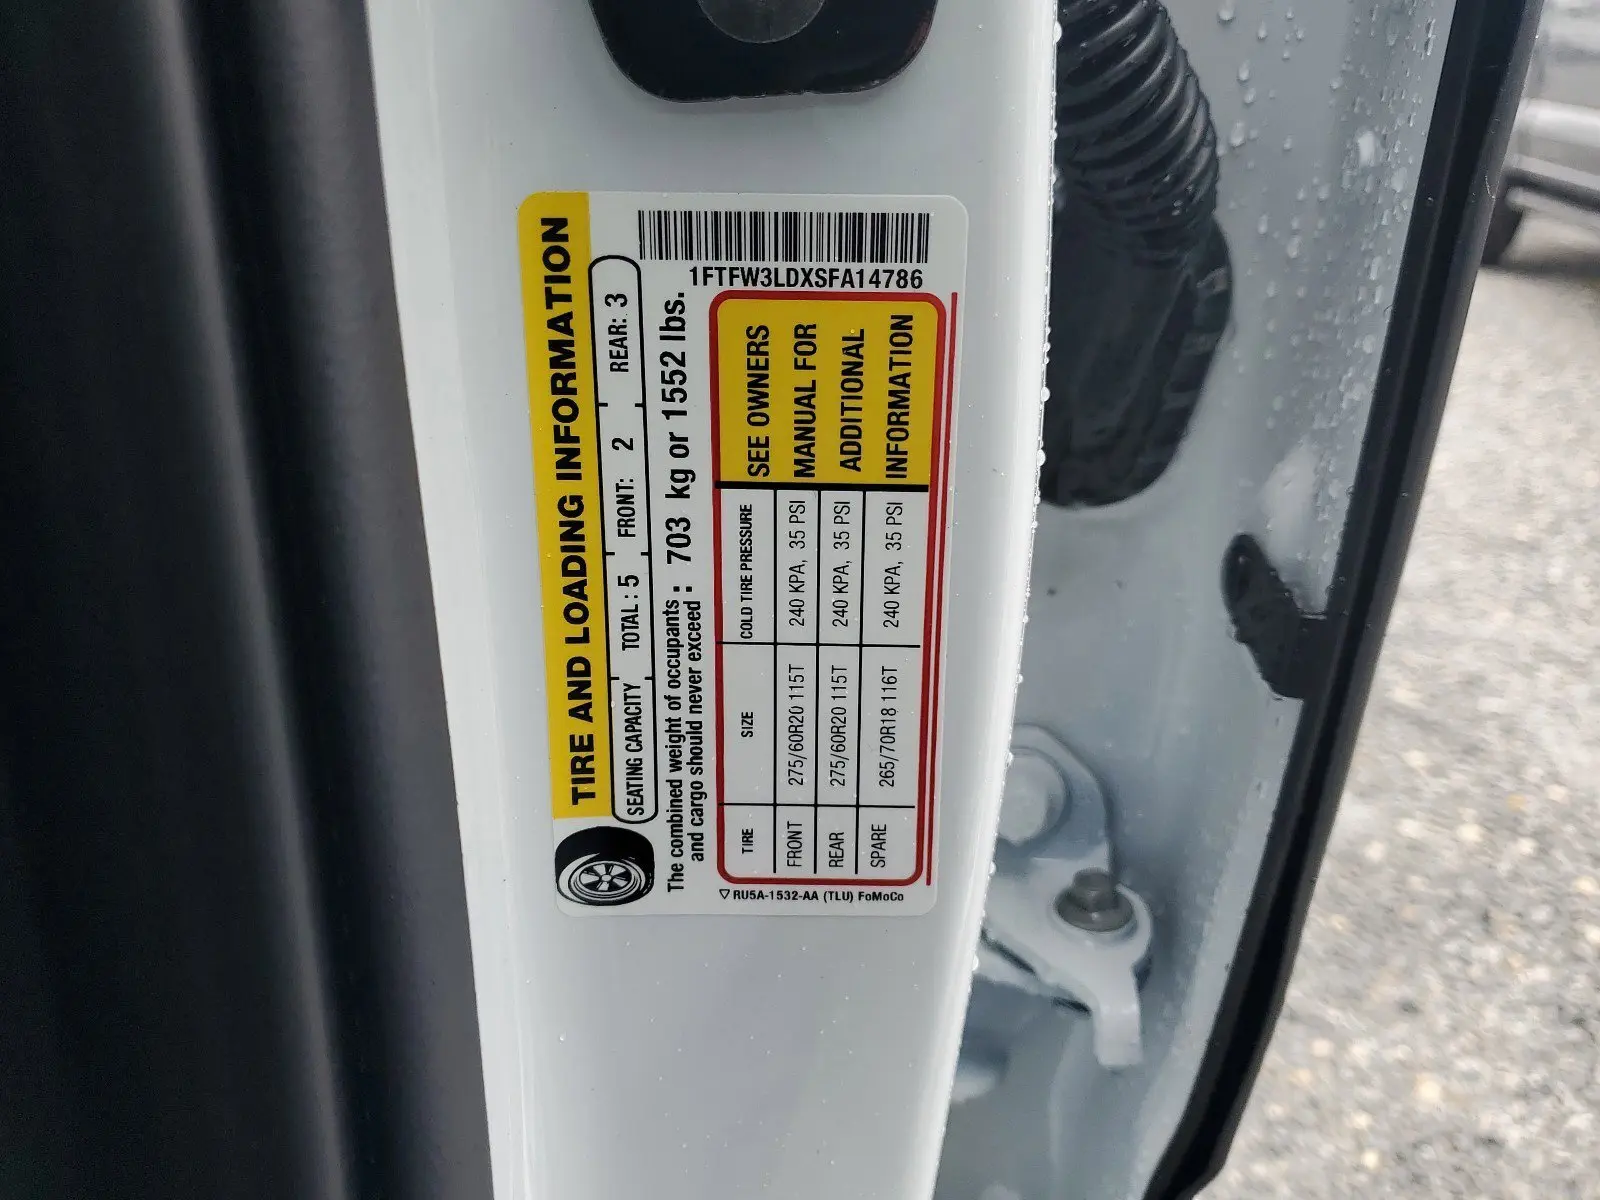 TIRE AND LOADING INFORMATION
SEATING CAPACITY TOTAL: 5 FRONT: 2 REAR: 3
The combined weight of occupants
and cargo should never exceed : 703 kg or 1552 lbs.
1FTFW3LDXSFA14786
TIRE SIZE COLD TIRE PRESSURE
FRONT 275/60R20 115T 240 KPA, 35 PSI
REAR 275/60R20 115T 240 KPA, 35 PSI
SPARE 265/70R18 116T 240 KPA, 35 PSI
SEE OWNERS
MANUAL FOR
ADDITIONAL
INFORMATION
RU5A-1532-AA (TLU) FoMoCo